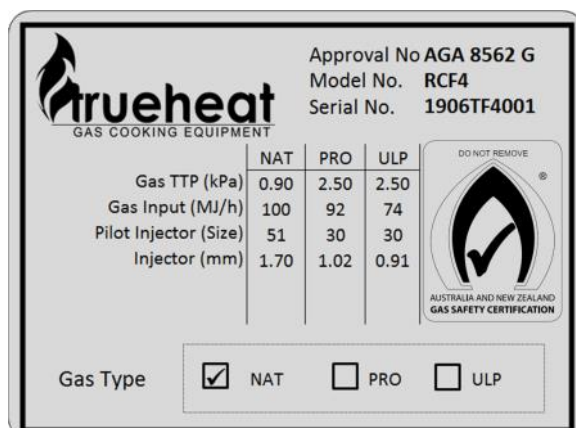 trueheat
GAS COOKING EQUIPMENT
Approval No AGA 8562 G
Model No. RCF4
Serial No. 1906TF4001
NAT PRO ULP
Gas TTP (kPa) 0.90 2.50 2.50
Gas Input (MJ/h) 100 92 74
Pilot Injector (Size) 51 30 30
Injector (mm) 1.70 1.02 0.91
DO NOT REMOVE
®
AUSTRALIA AND NEW ZEALAND
GAS SAFETY CERTIFICATION
Gas Type NAT PRO ULP